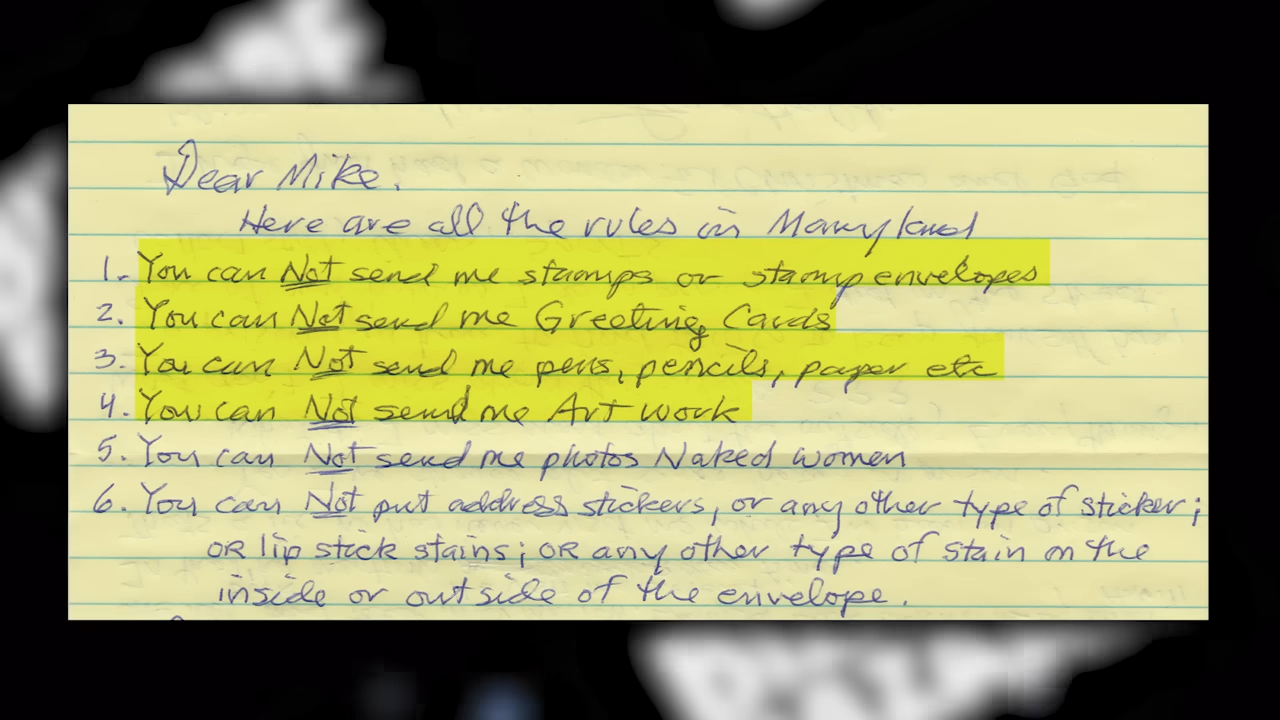 Dear Mike.
Here are all the rules in Maryland
1. You can Not send me stamps or stamp envelopes
2. You can Not send me Greeting Cards
3. You can Not send me pens, pencils, paper etc
4. You can Not send me Art work
5. You can Not send me photos Naked women
6. You can Not put address stickers, or any other type of sticker;
OR lip stick stains; OR any other type of stain on the
inside or outside of the envelope.